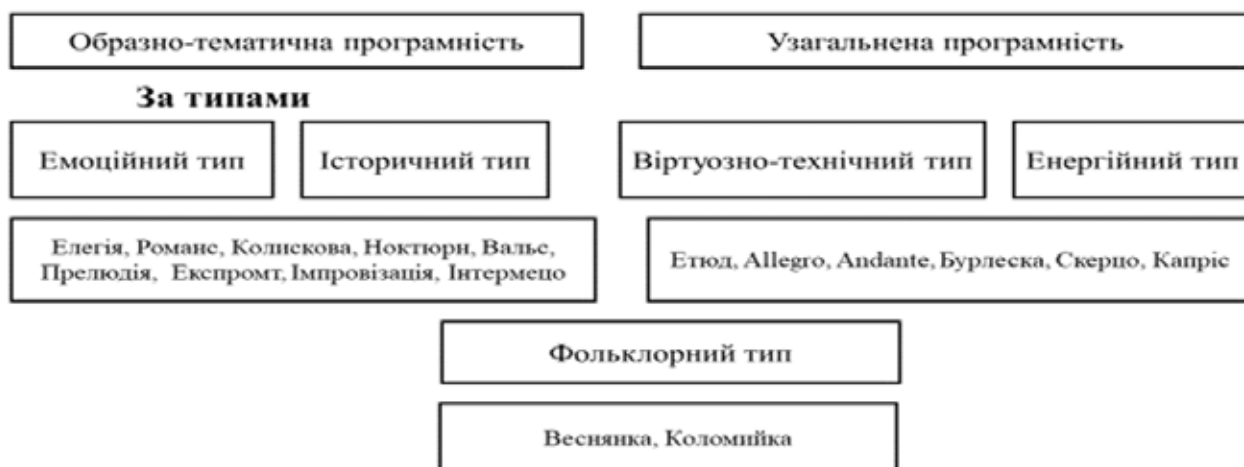 Образно-тематична програмність
Узагальнена програмність
За типами
Емоційний тип
Історичний тип
Віртуозно-технічний тип
Енергійний тип
Елегія, Романс, Колискова, Ноктюрн, Вальс,
Прелюдія, Експромт, Імпровізація, Інтермецо
Етюд, Allegro, Andante, Бурлеска, Скерцо, Капріс
Фольклорний тип
Веснянка, Коломийка